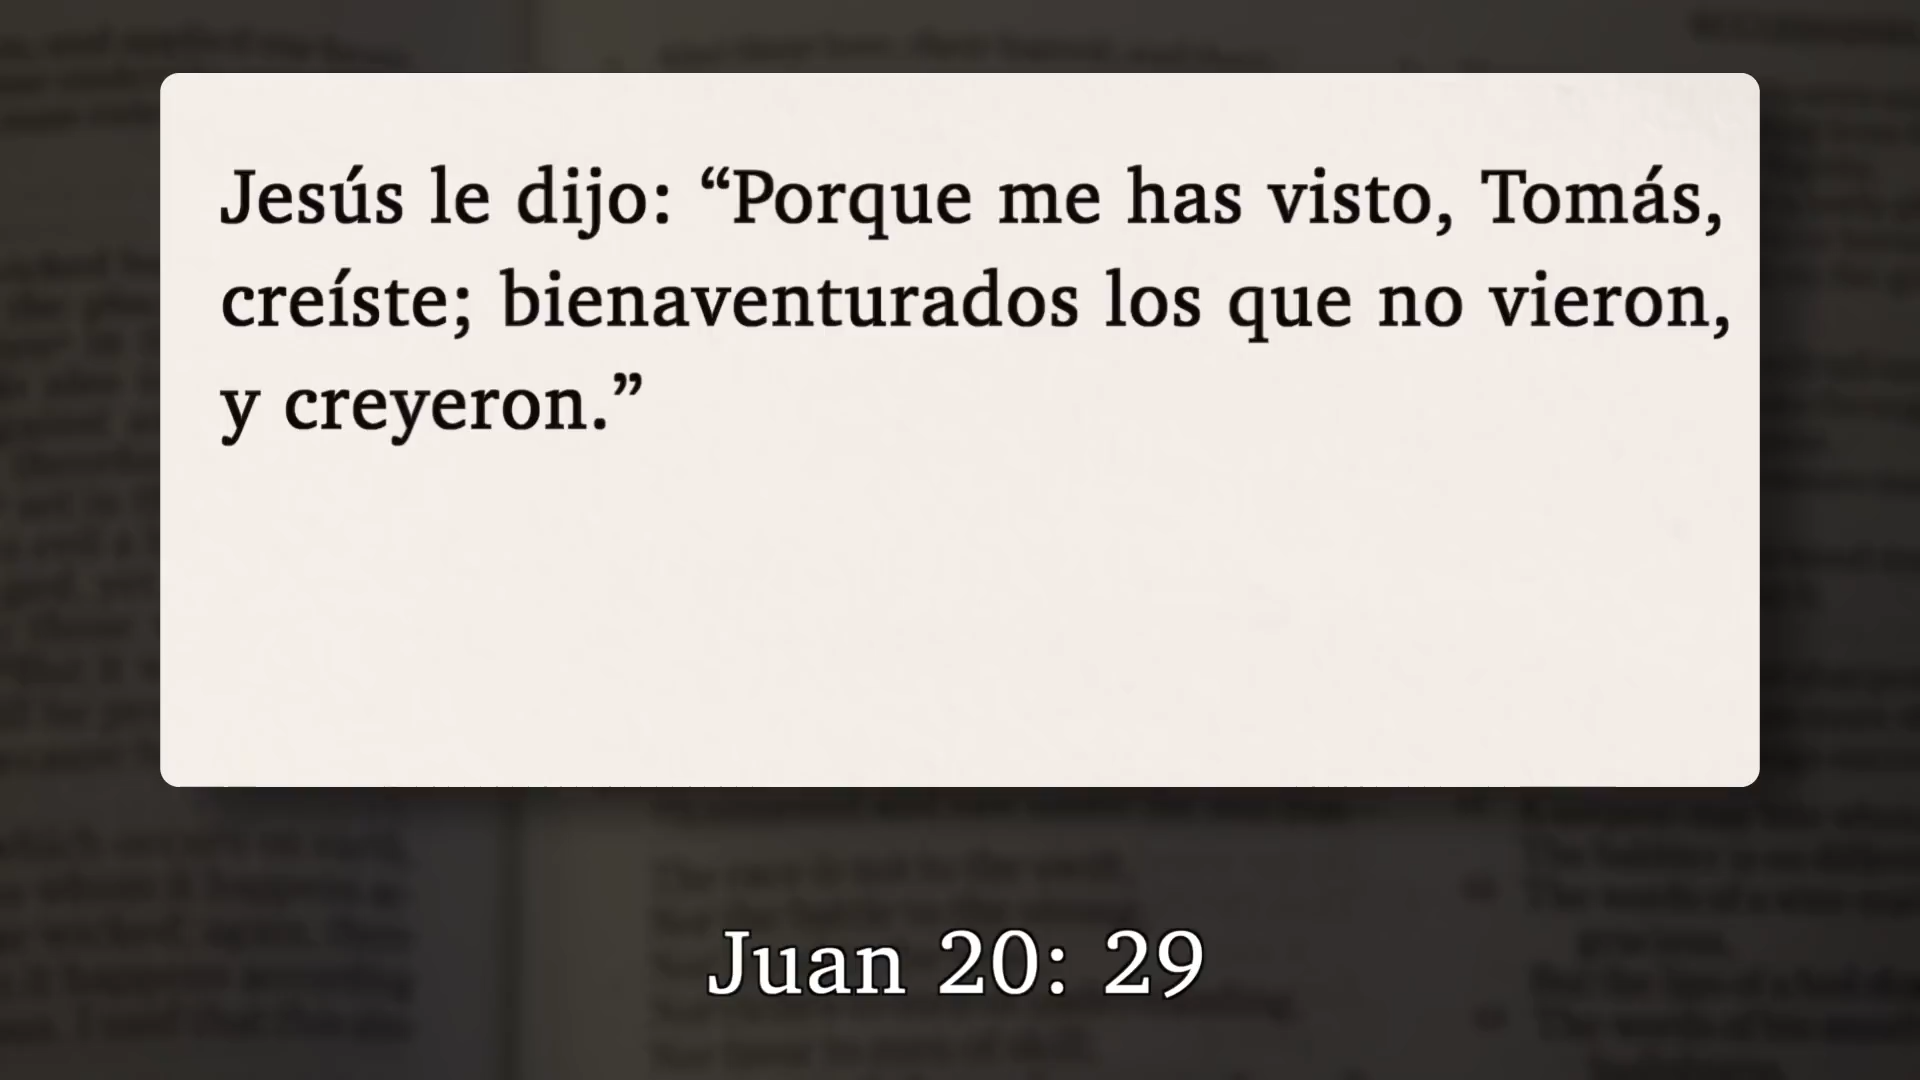 Jesús le dijo: “Porque me has visto, Tomás,
creíste; bienaventurados los que no vieron,
y creyeron.”
Juan 20: 29